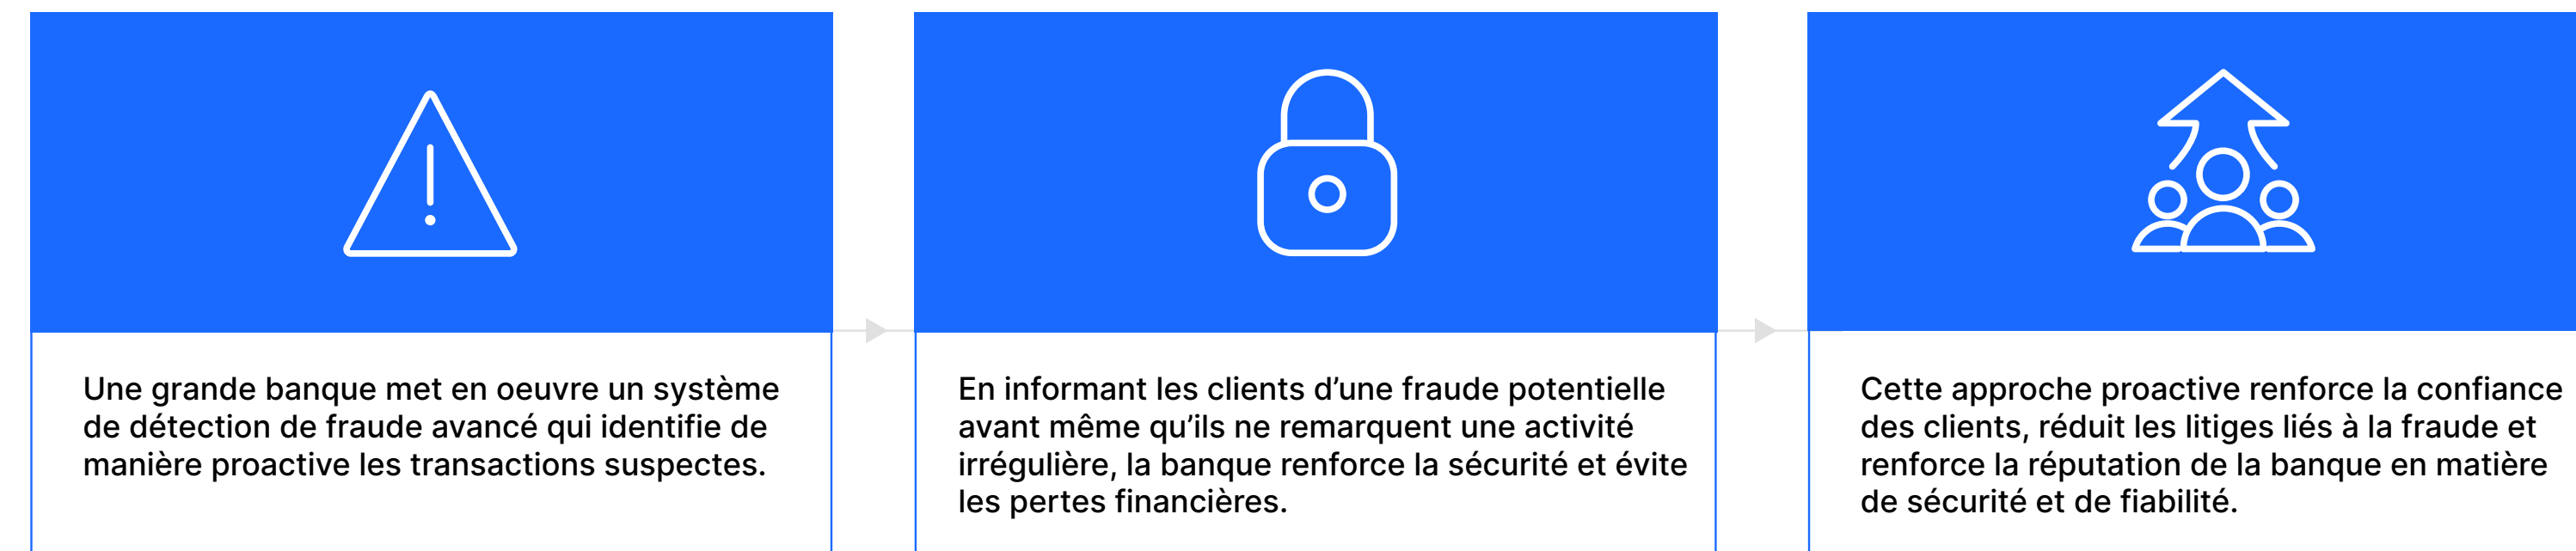 Une grande banque met en oeuvre un système
de détection de fraude avancé qui identifie de
manière proactive les transactions suspectes.
En informant les clients d’une fraude potentielle
avant même qu’ils ne remarquent une activité
irrégulière, la banque renforce la sécurité et évite
les pertes financières.
Cette approche proactive renforce la confiance
des clients, réduit les litiges liés à la fraude et
renforce la réputation de la banque en matière
de sécurité et de fiabilité.